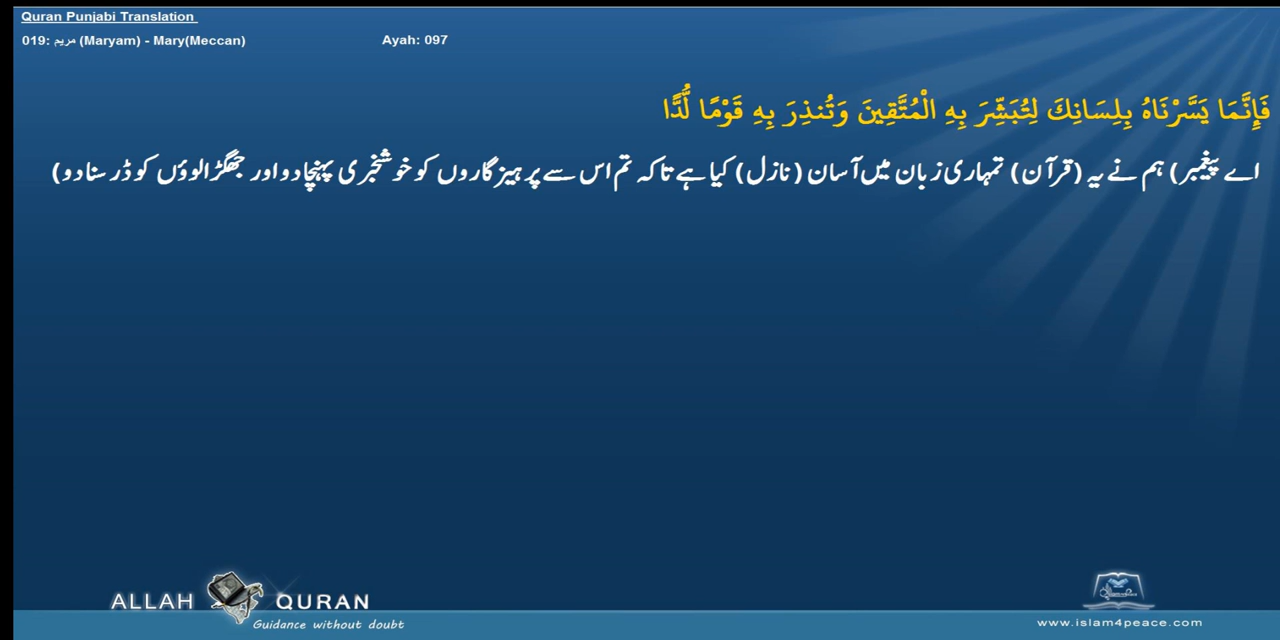 Quran Punjabi Translation
019: مريم (Maryam) - Mary(Meccan) Ayah: 097
فَإِنَّمَا يَسَّرْنَاهُ بِلِسَانِكَ لِتُبَشِّرَ بِهِ الْمُتَّقِينَ وَتُنذِرَ بِهِ قَوْمًا لُّدًّا
اے پیغمبر) ہم نے یہ (قرآن) تمہاری زبان میں آسان (نازل) کیا ہے تاکہ تم اس سے پرہیزگاروں کو خوشخبری پہنچا دو اور جھگڑالوؤں کو ڈر سنا دو)
ALLAH QURAN
Guidance without doubt
www.islam4peace.com